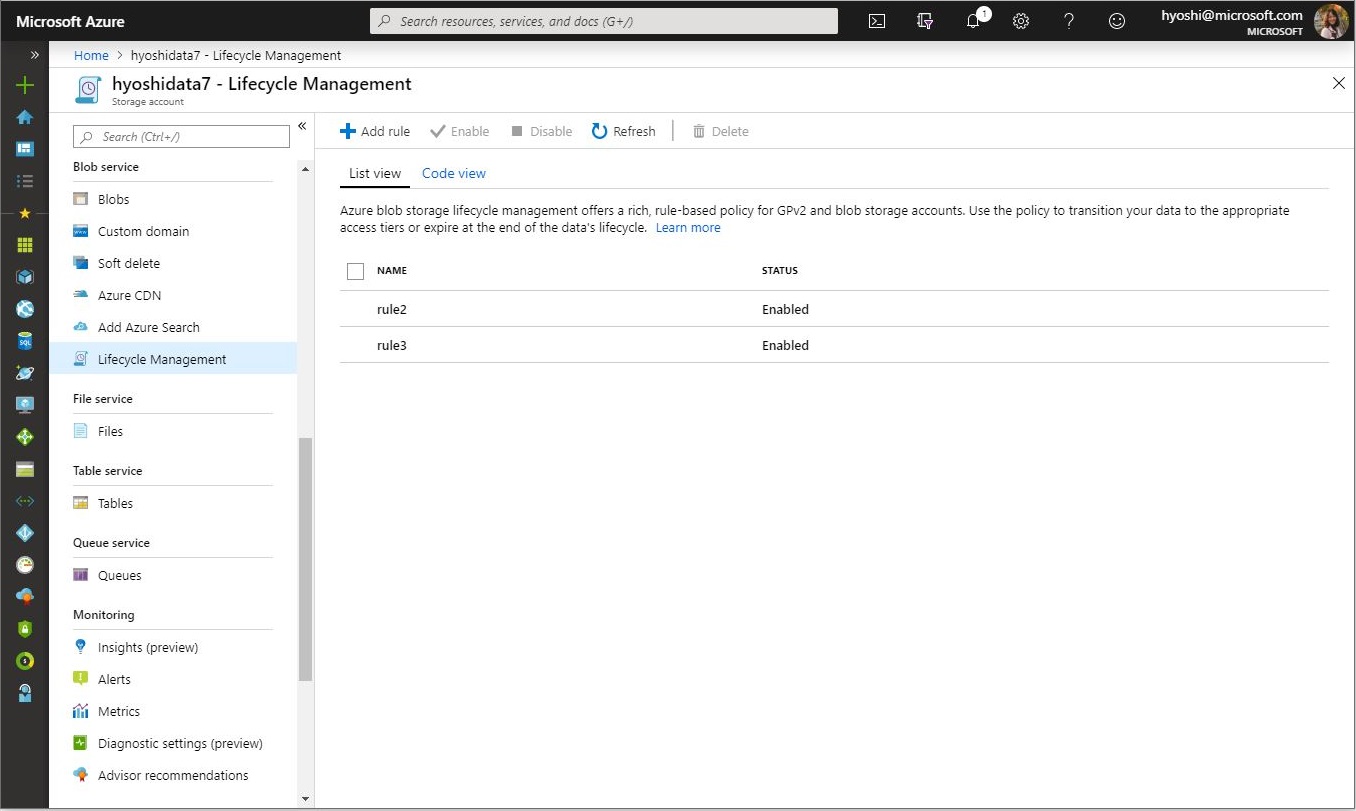 Microsoft Azure
Search resources, services, and docs (G+/)
1
hyoshi@microsoft.com
MICROSOFT
Home > hyoshidata7 - Lifecycle Management
hyoshidata7 - Lifecycle Management
Storage account
Search (Ctrl+/)
Blob service
Blobs
Custom domain
Soft delete
Azure CDN
Add Azure Search
Lifecycle Management
File service
Files
Table service
Tables
Queue service
Queues
Monitoring
Insights (preview)
Alerts
Metrics
Diagnostic settings (preview)
Advisor recommendations
Add rule Enable Disable Refresh Delete
List view Code view
Azure blob storage lifecycle management offers a rich, rule-based policy for GPv2 and blob storage accounts. Use the policy to transition your data to the appropriate
access tiers or expire at the end of the data's lifecycle. Learn more
NAME STATUS
rule2 Enabled
rule3 Enabled